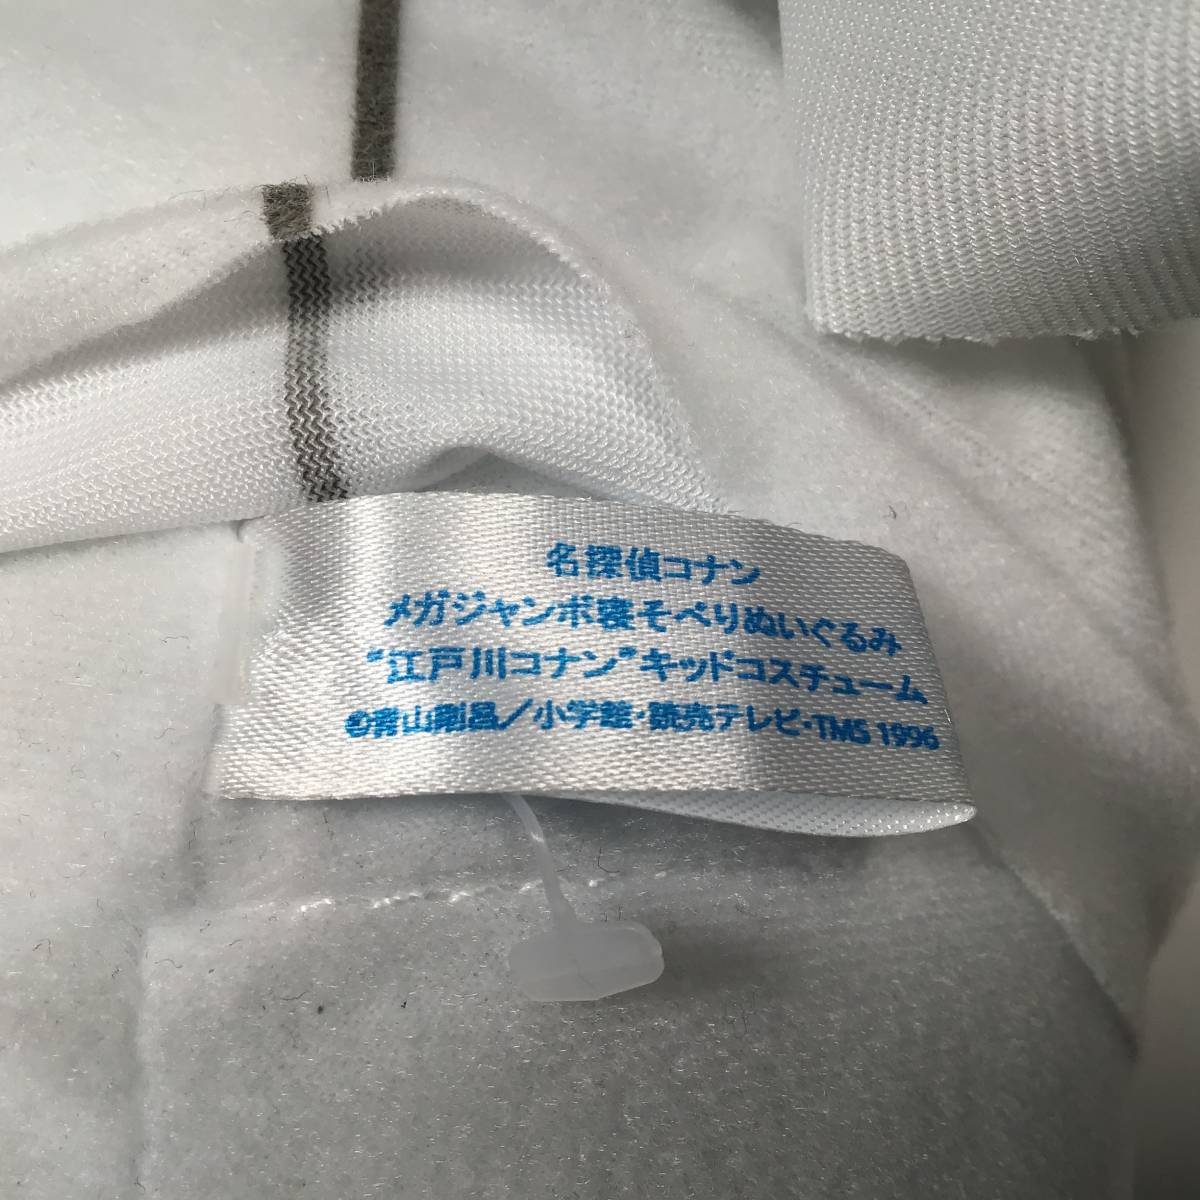 名探偵コナン
メガジャンボ寝そべりぬいぐるみ
"江戸川コナン"キッドコスチューム
©青山剛昌／小学館・読売テレビ・TMS 1996